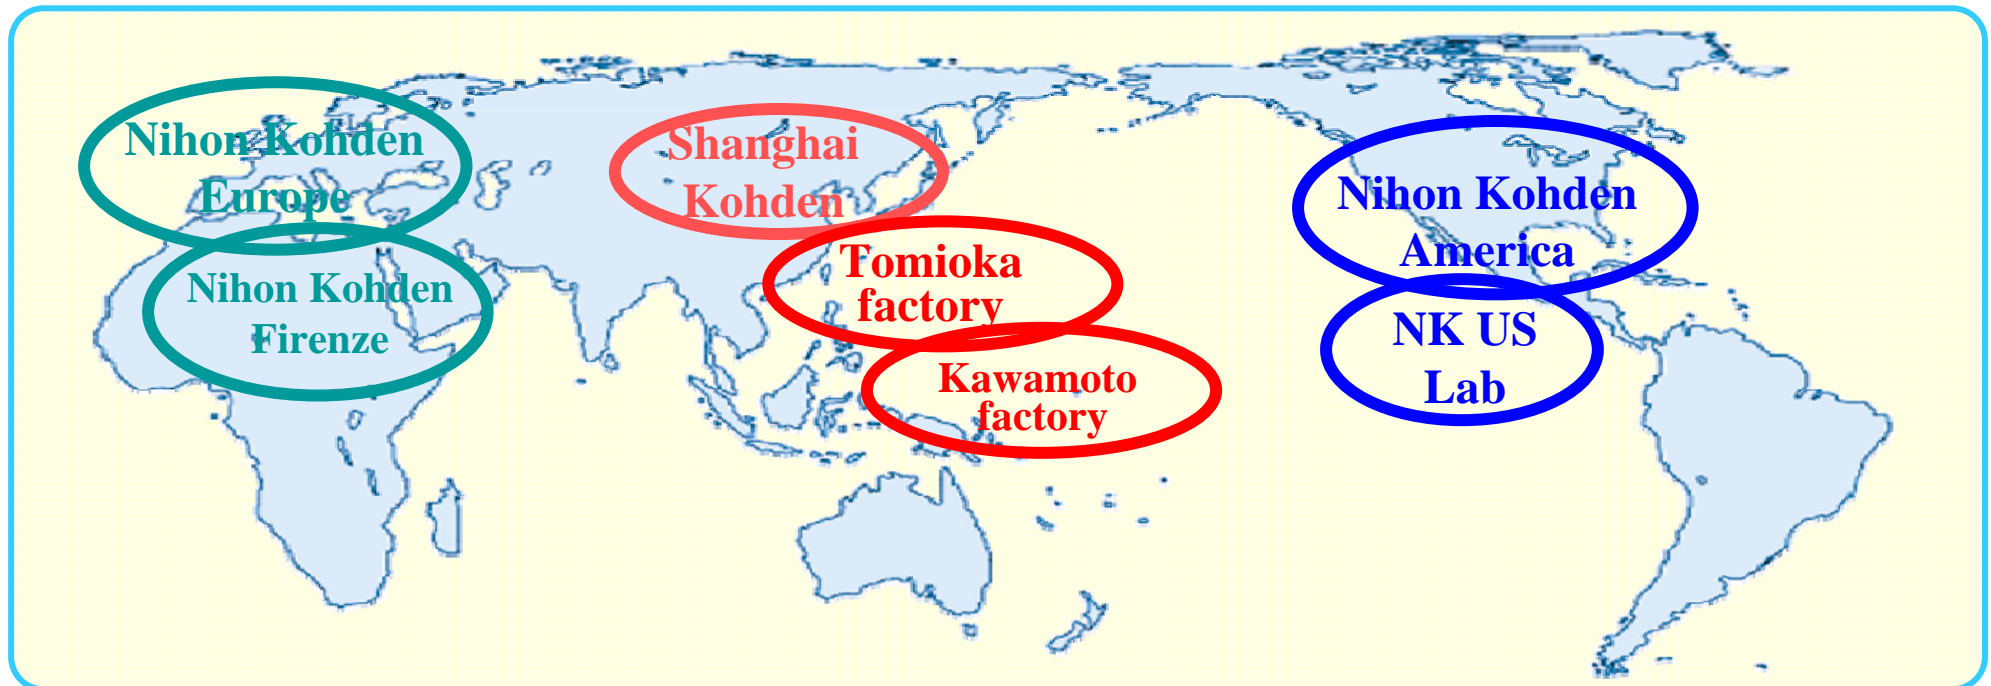 Nihon Kohden
Europe
Nihon Kohden
Firenze
Shanghai
Kohden
Tomioka
factory
Kawamoto
factory
Nihon Kohden
America
NK US
Lab